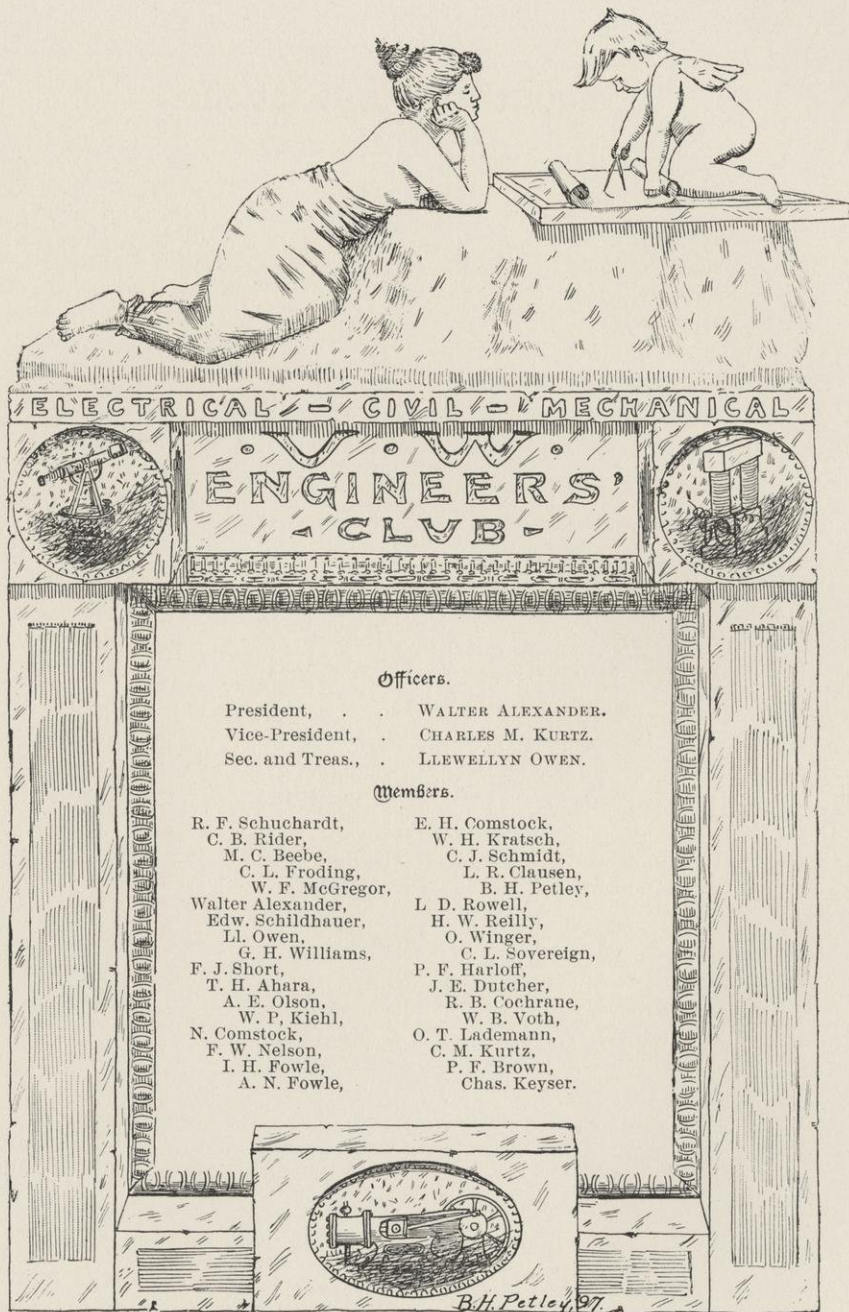 ELECTRICAL - CIVIL - MECHANICAL
V. W.
ENGINEERS'
- CLVB -
Officers.
President, . . WALTER ALEXANDER.
Vice-President, . CHARLES M. KURTZ.
Sec. and Treas., . LLEWELLYN OWEN.
Members.
R. F. Schuchardt,
C. B. Rider,
M. C. Beebe,
C. L. Froding,
W. F. McGregor,
Walter Alexander,
Edw. Schildhauer,
Ll. Owen,
G. H. Williams,
F. J. Short,
T. H. Ahara,
A. E. Olson,
W. P, Kiehl,
N. Comstock,
F. W. Nelson,
I. H. Fowle,
A. N. Fowle,
E. H. Comstock,
W. H. Kratsch,
C. J. Schmidt,
L. R. Clausen,
B. H. Petley,
L D. Rowell,
H. W. Reilly,
O. Winger,
C. L. Sovereign,
P. F. Harloff,
J. E. Dutcher,
R. B. Cochrane,
W. B. Voth,
O. T. Lademann,
C. M. Kurtz,
P. F. Brown,
Chas. Keyser.
B.H. Petley, '97.